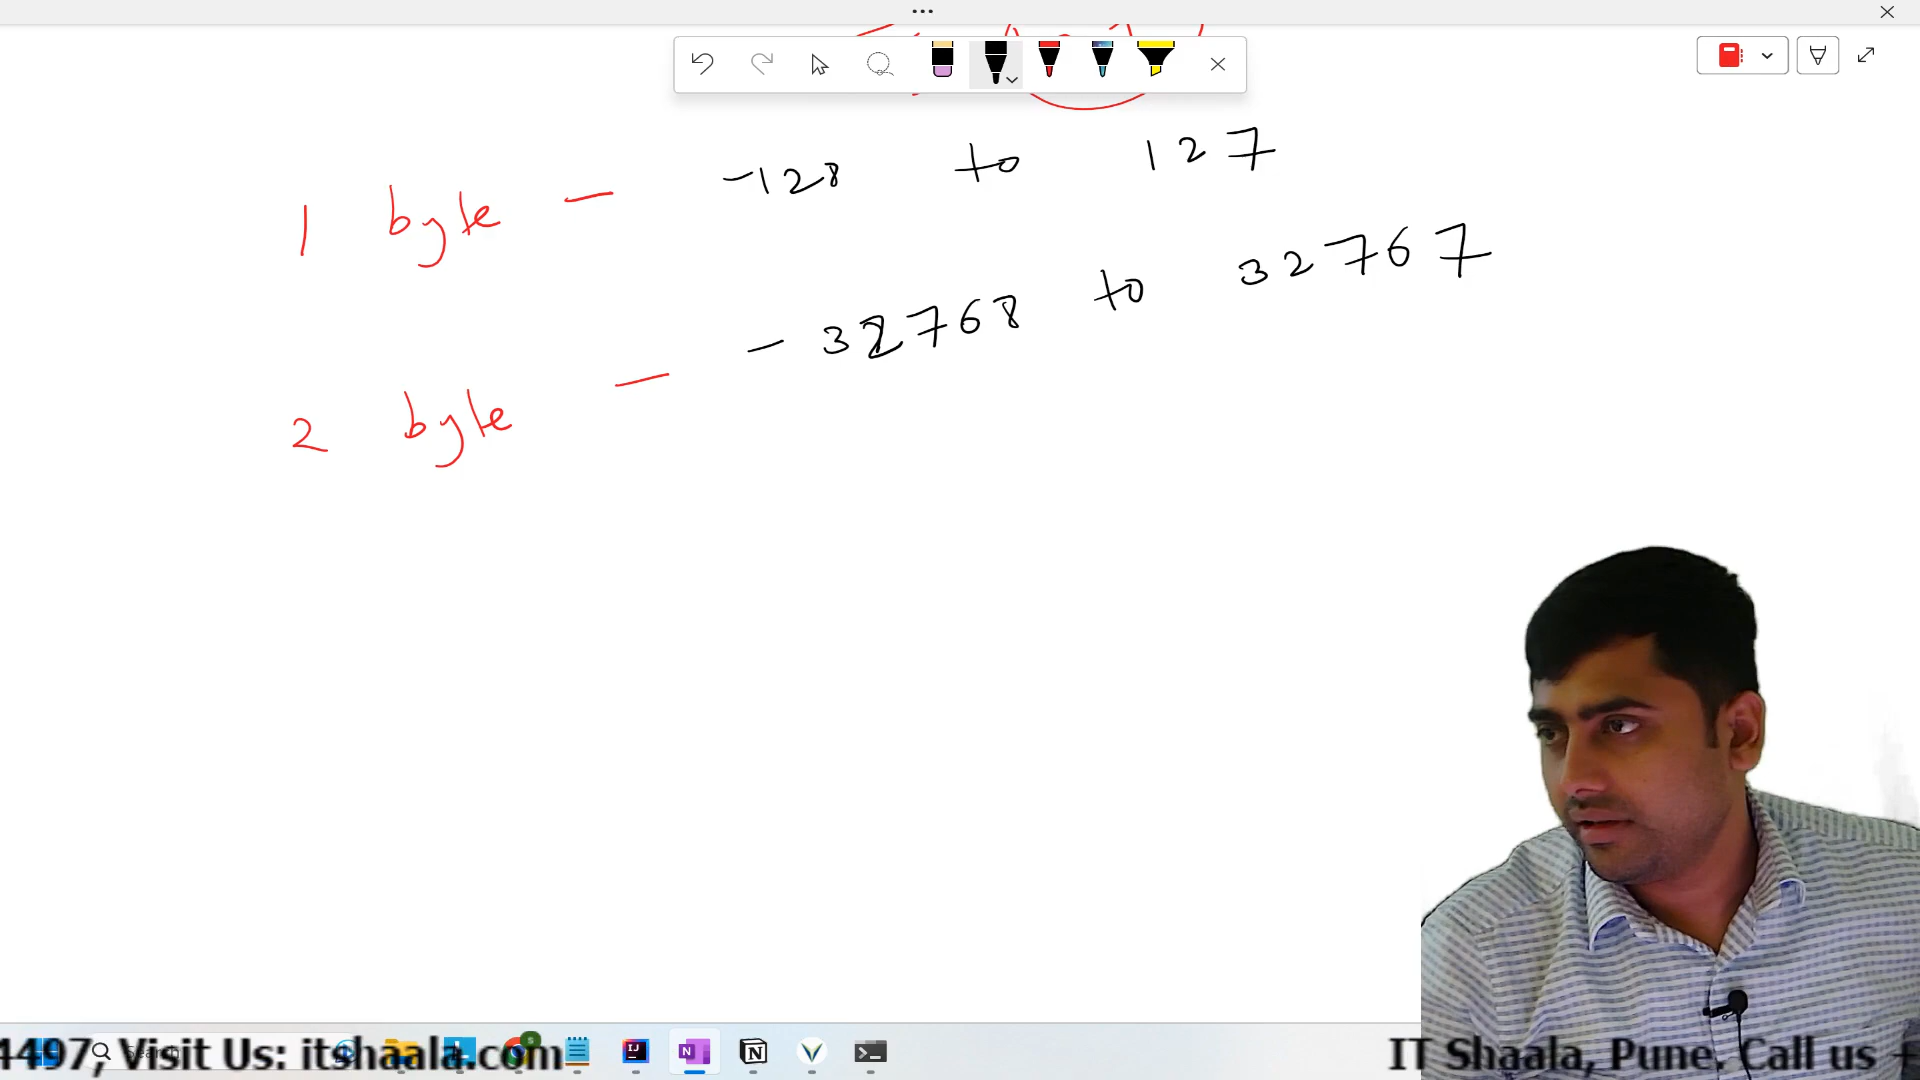 1 byte - -128 to 127
2 byte - - 32768 to 32767
4497, Visit Us: itshaala.com
IT Shaala, Pune. Call us +